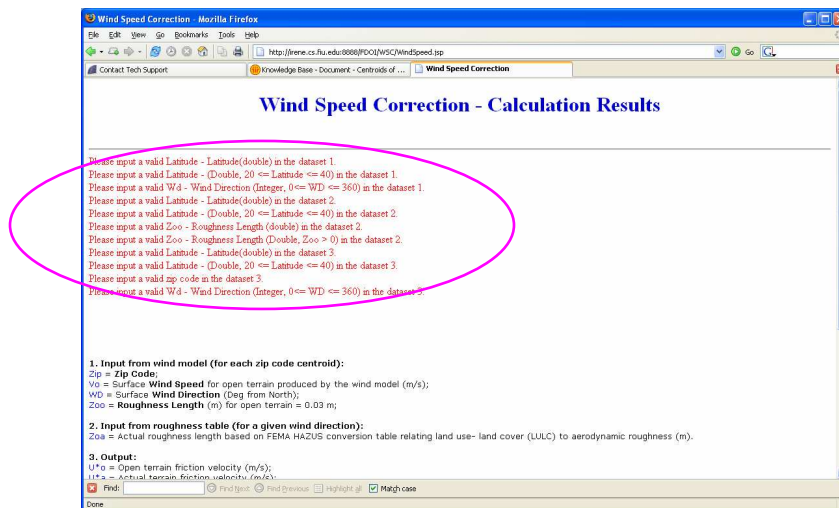 Wind Speed Correction - Mozilla Firefox
File Edit View Go Bookmarks Tools Help
http://irene.cs.fiu.edu:8888/FDOI/WSC/WindSpeed.jsp Go
Contact Tech Support Knowledge Base - Document - Centroids of ... Wind Speed Correction
Wind Speed Correction - Calculation Results
Please input a valid Latitude - Latitude(double) in the dataset 1.
Please input a valid Latitude - (Double, 20 <= Latitude <= 40) in the dataset 1.
Please input a valid Wd - Wind Direction (Integer, 0<= WD <= 360) in the dataset 1.
Please input a valid Latitude - Latitude(double) in the dataset 2.
Please input a valid Latitude - (Double, 20 <= Latitude <= 40) in the dataset 2.
Please input a valid Zoo - Roughness Length (double) in the dataset 2.
Please input a valid Zoo - Roughness Length (Double, Zoo > 0) in the dataset 2.
Please input a valid Latitude - Latitude(double) in the dataset 3.
Please input a valid Latitude - (Double, 20 <= Latitude <= 40) in the dataset 3.
Please input a valid zip code in the dataset 3.
Please input a valid Wd - Wind Direction (Integer, 0<= WD <= 360) in the dataset 3.
1. Input from wind model (for each zip code centroid):
Zip = Zip Code;
Vo = Surface Wind Speed for open terrain produced by the wind model (m/s);
WD = Surface Wind Direction (Deg from North);
Zoo = Roughness Length (m) for open terrain = 0.03 m;
2. Input from roughness table (for a given wind direction):
Zoa = Actual roughness length based on FEMA HAZUS conversion table relating land use- land cover (LULC) to aerodynamic roughness (m).
3. Output:
U*o = Open terrain friction velocity (m/s);
U*a = Actual terrain friction velocity (m/s);
Find: Find Next Find Previous Highlight all Match case
Done